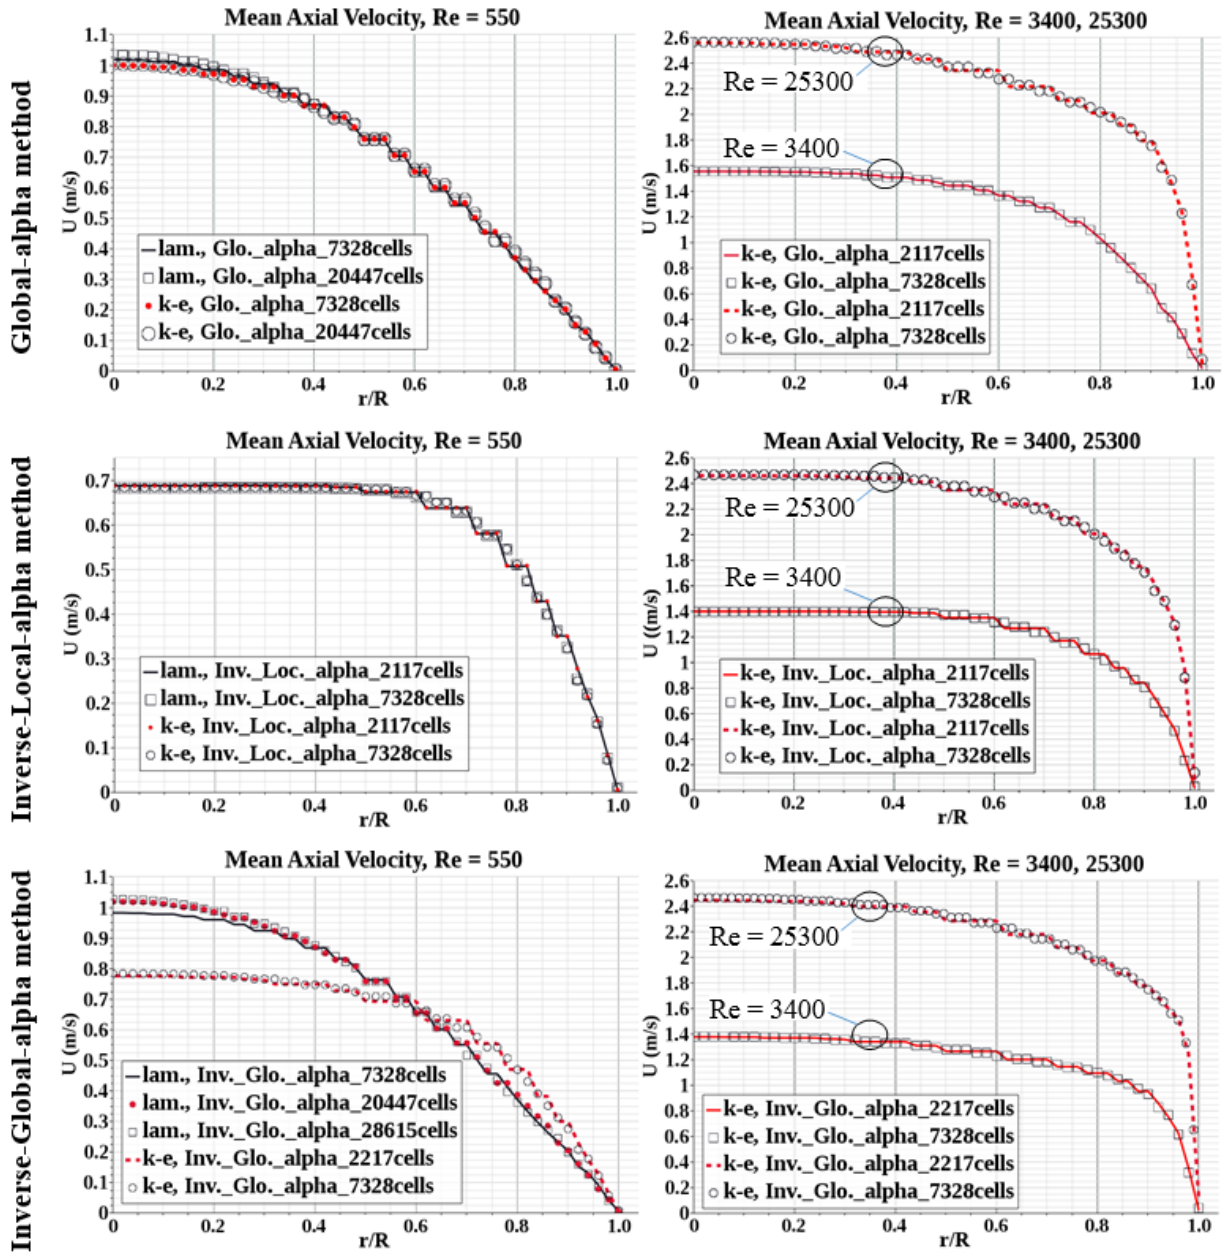 Global-alpha method
Mean Axial Velocity, Re = 550
U (m/s)
1.1
1
0.9
0.8
0.7
0.6
0.5
0.4
0.3
0.2
0.1
0
lam., Glo._alpha_7328cells
lam., Glo._alpha_20447cells
k-e, Glo._alpha_7328cells
k-e, Glo._alpha_20447cells
0 0.2 0.4 0.6 0.8 1.0
r/R
Mean Axial Velocity, Re = 3400, 25300
U (m/s)
2.6
2.4
2.2
2
1.8
1.6
1.4
1.2
1
0.8
0.6
0.4
0.2
0
Re = 25300
Re = 3400
k-e, Glo._alpha_2117cells
k-e, Glo._alpha_7328cells
k-e, Glo._alpha_2117cells
k-e, Glo._alpha_7328cells
0 0.2 0.4 0.6 0.8 1.0
r/R
Inverse-Local-alpha method
Mean Axial Velocity, Re = 550
U (m/s)
0.7
0.6
0.5
0.4
0.3
0.2
0.1
0
lam., Inv._Loc._alpha_2117cells
lam., Inv._Loc._alpha_7328cells
k-e, Inv._Loc._alpha_2117cells
k-e, Inv._Loc._alpha_7328cells
0 0.2 0.4 0.6 0.8 1.0
r/R
Mean Axial Velocity, Re = 3400, 25300
U ((m/s)
2.6
2.4
2.2
2
1.8
1.6
1.4
1.2
1
0.8
0.6
0.4
0.2
0
Re = 25300
Re = 3400
k-e, Inv._Loc._alpha_2117cells
k-e, Inv._Loc._alpha_7328cells
k-e, Inv._Loc._alpha_2117cells
k-e, Inv._Loc._alpha_7328cells
0 0.2 0.4 0.6 0.8 1.0
r/R
Inverse-Global-alpha method
Mean Axial Velocity, Re = 550
U (m/s)
1.1
1
0.9
0.8
0.7
0.6
0.5
0.4
0.3
0.2
0.1
0
lam., Inv._Glo._alpha_7328cells
lam., Inv._Glo._alpha_20447cells
lam., Inv._Glo._alpha_28615cells
k-e, Inv._Glo._alpha_2217cells
k-e, Inv._Glo._alpha_7328cells
0 0.2 0.4 0.6 0.8 1.0
r/R
Mean Axial Velocity, Re = 3400, 25300
U (m/s)
2.6
2.4
2.2
2
1.8
1.6
1.4
1.2
1
0.8
0.6
0.4
0.2
0
Re = 25300
Re = 3400
k-e, Inv._Glo._alpha_2217cells
k-e, Inv._Glo._alpha_7328cells
k-e, Inv._Glo._alpha_2217cells
k-e, Inv._Glo._alpha_7328cells
0 0.2 0.4 0.6 0.8 1.0
r/R